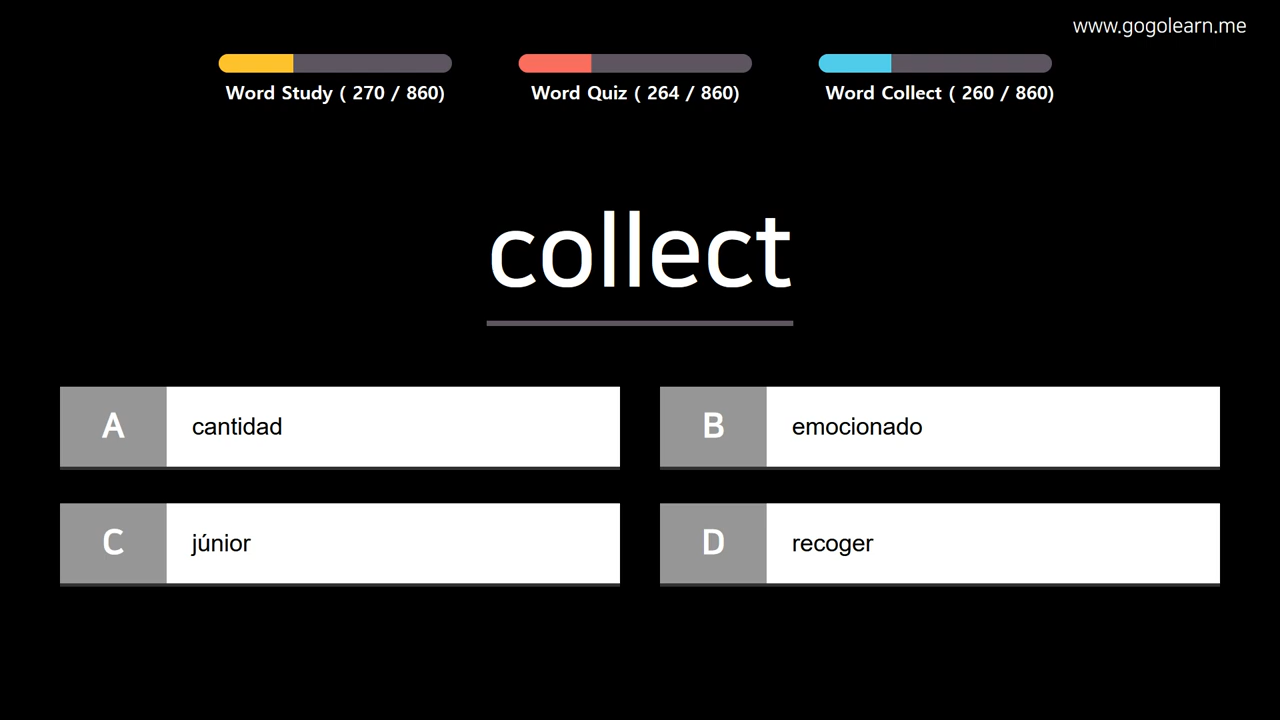 www.gogolearn.me
Word Study ( 270 / 860)
Word Quiz ( 264 / 860)
Word Collect ( 260 / 860)
collect
A cantidad
B emocionado
C júnior
D recoger